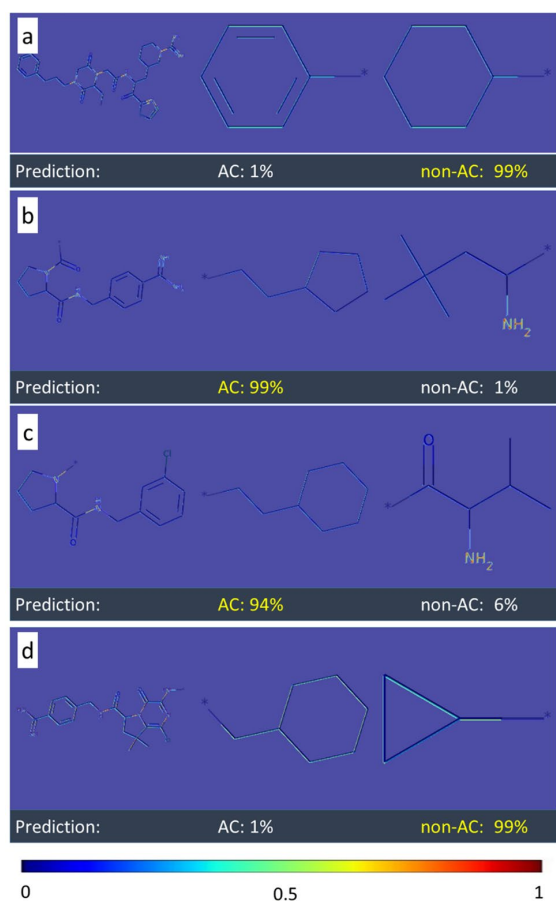 a
*
*
Prediction: AC: 1% non-AC: 99%
b
*
*
NH₂
Prediction: AC: 99% non-AC: 1%
c
Cl
O
*
*
NH₂
Prediction: AC: 94% non-AC: 6%
d
*
*
Prediction: AC: 1% non-AC: 99%
0 0.5 1